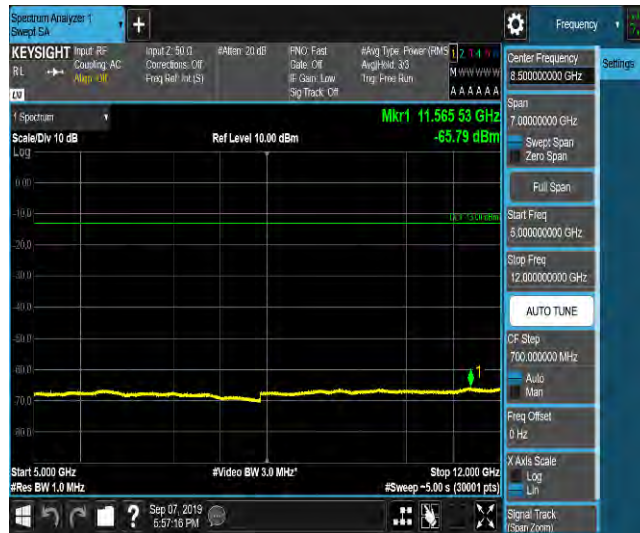 Spectrum Analyzer 1
Swept SA
+
Frequency
KEYSIGHT
RL
Input: RF
Coupling: AC
Align: Off
Input Z: 50 Ω
Corrections: Off
Freq Ref: Int (S)
#Atten: 20 dB
PNO: Fast
Gate: Off
IF Gain: Low
Sig Track: Off
#Avg Type: Power (RMS
Avg|Hold: 3/3
Trig: Free Run
M W W W W W
A A A A A A
LXI
1 Spectrum
Scale/Div 10 dB
Ref Level 10.00 dBm
Mkr1 11.565 53 GHz
-65.79 dBm
Log
0.00
-10.0
-20.0
-30.0
-40.0
-50.0
-60.0
-70.0
-80.0
1
Start 5.000 GHz
#Video BW 3.0 MHz*
Stop 12.000 GHz
#Res BW 1.0 MHz
#Sweep ~5.00 s (30001 pts)
Sep 07, 2019
5:57:16 PM
?
Center Frequency
8.500000000 GHz
Settings
Span
7.00000000 GHz
Swept Span
Zero Span
Full Span
Start Freq
5.000000000 GHz
Stop Freq
12.000000000 GHz
AUTO TUNE
CF Step
700.000000 MHz
Auto
Man
Freq Offset
0 Hz
X Axis Scale
Log
Lin
Signal Track
(Span Zoom)